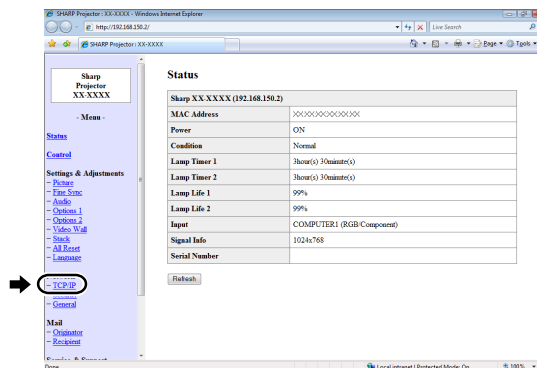 SHARP Projector : XX-XXXX - Windows Internet Explorer
http://192.168.150.2/
Live Search
SHARP Projector : XX-XXXX
Page
Tools
Sharp
Projector
XX-XXXX
- Menu -
Status
Control
Settings & Adjustments
– Picture
– Fine Sync
– Audio
– Options 1
– Options 2
– Video Wall
– Stack
– All Reset
– Language
– TCP/IP
– General
Mail
– Originator
– Recipient
Service & Support
Status
Sharp XX-XXXX (192.168.150.2)
MAC Address XXXXXXXXXXXX
Power ON
Condition Normal
Lamp Timer 1 3hour(s) 30minute(s)
Lamp Timer 2 3hour(s) 30minute(s)
Lamp Life 1 99%
Lamp Life 2 99%
Input COMPUTER1 (RGB/Component)
Signal Info 1024x768
Serial Number
Refresh
Done
Local intranet | Protected Mode: On
100%